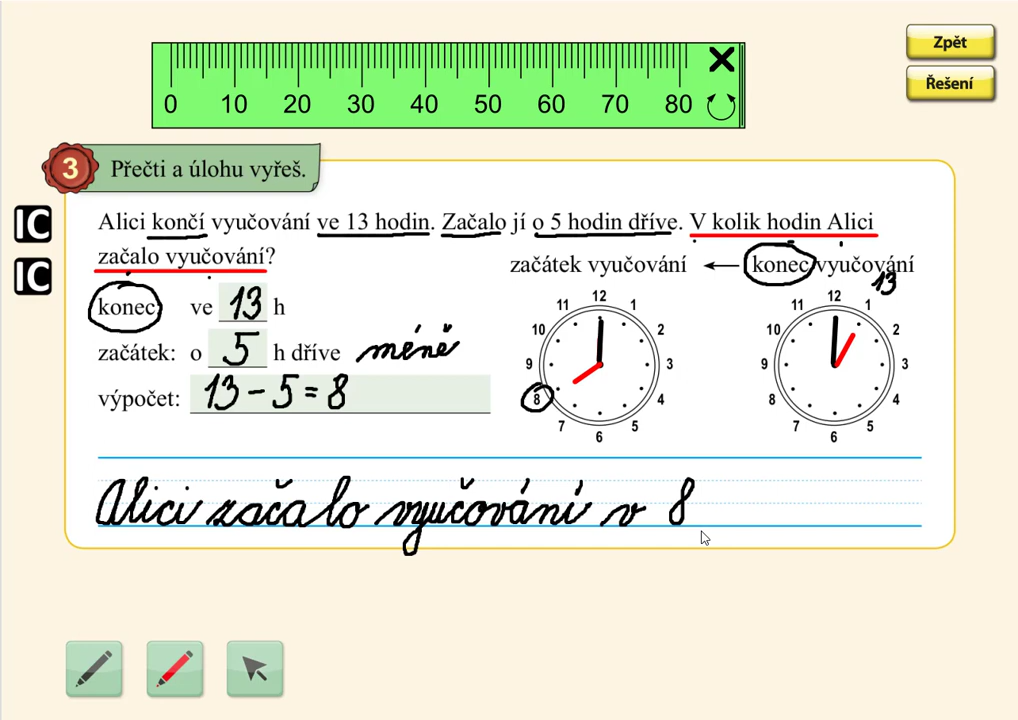 Zpět
Řešení
0 10 20 30 40 50 60 70 80
3 Přečti a úlohu vyřeš.
IC
IC
Alici končí vyučování ve 13 hodin. Začalo jí o 5 hodin dříve. V kolik hodin Alici
začalo vyučování?
začátek vyučování
konec vyučování
konec: ve 13 h
začátek: o 5 h dříve méně
výpočet: 13 - 5 = 8
12 1 2 3 4 5 6 7 8 9 10 11
13
12 1 2 3 4 5 6 7 8 9 10 11
Alici začalo vyučování v 8